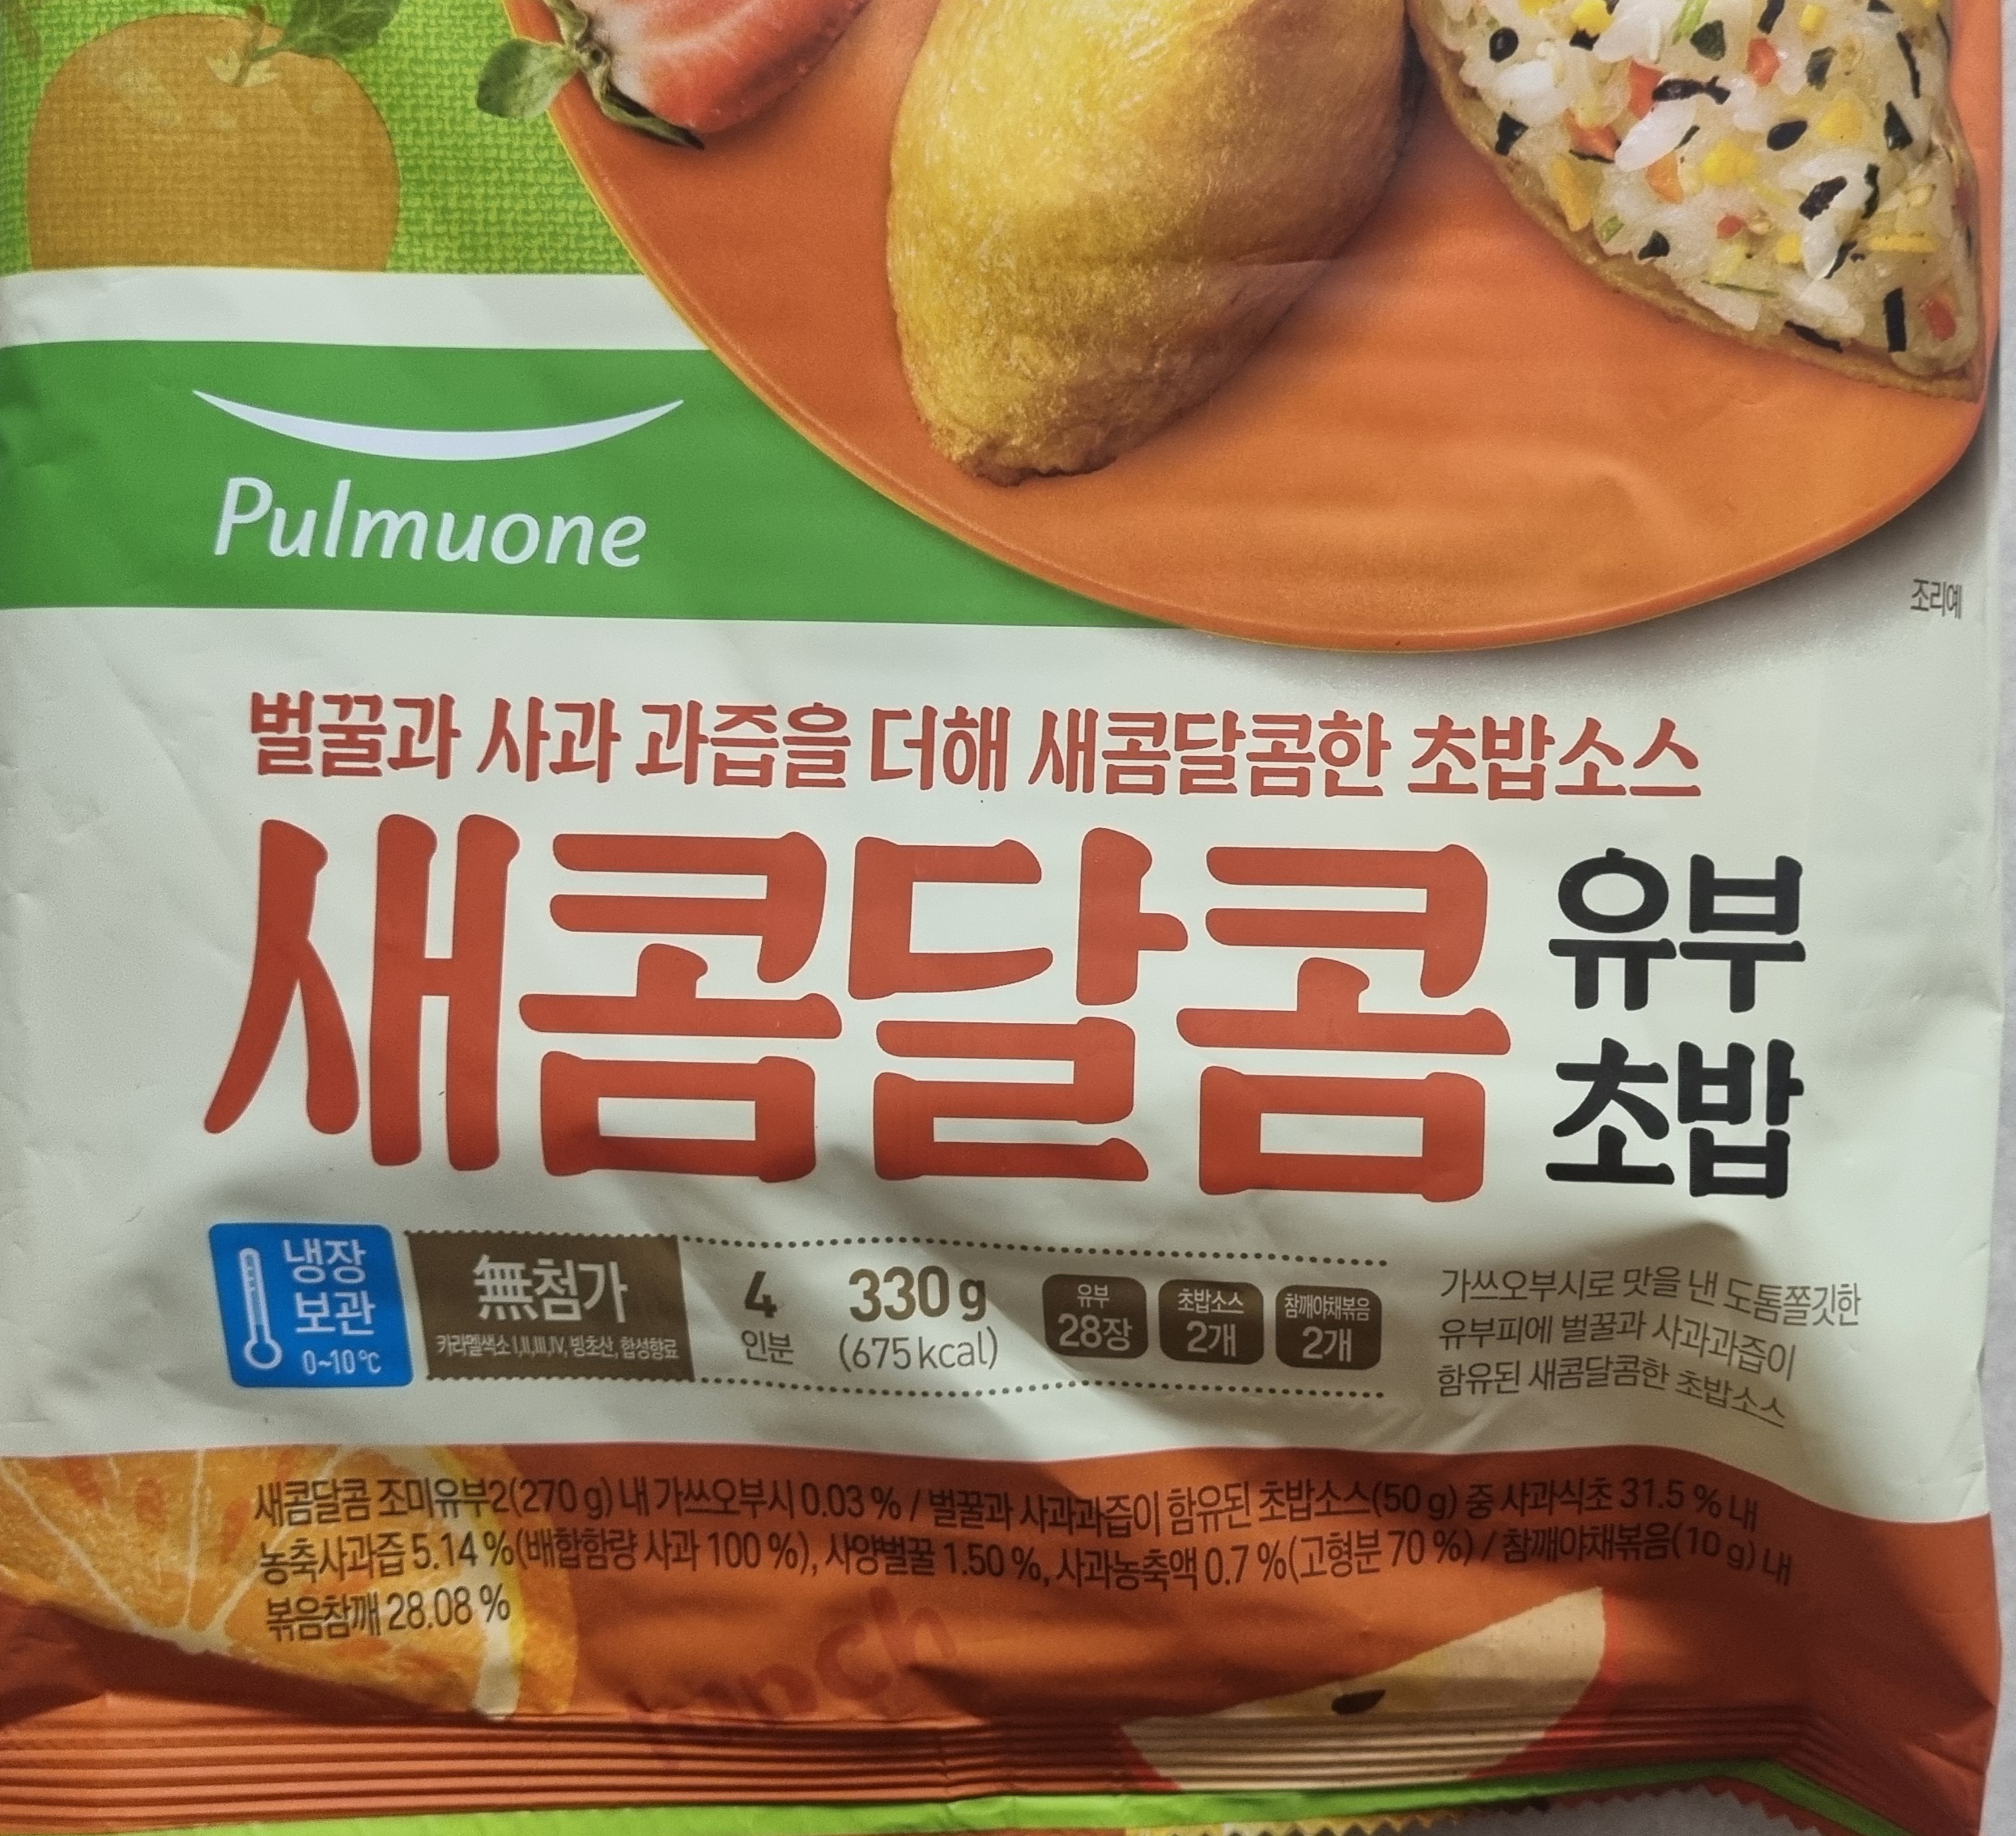 Pulmuone
조리예
벌꿀과 사과 과즙을 더해 새콤달콤한 초밥소스
새콤달콤
유부
초밥
냉장
보관
0~10℃
無첨가
카라멜색소 I,II,III,IV, 빙초산, 합성향료
4
인분
330 g
(675 kcal)
유부
28장
초밥소스
2개
참깨야채볶음
2개
가쓰오부시로 맛을 낸 도톰쫄깃한
유부피에 벌꿀과 사과과즙이
함유된 새콤달콤한 초밥소스
새콤달콤 조미유부2(270 g) 내 가쓰오부시 0.03 % / 벌꿀과 사과과즙이 함유된 초밥소스(50 g) 중 사과식초 31.5 % 내
농축사과즙 5.14 %(배합함량 사과 100 %), 사양벌꿀 1.50 %, 사과농축액 0.7 %(고형분 70 %) / 참깨야채볶음(10 g) 내
볶음참깨 28.08 %